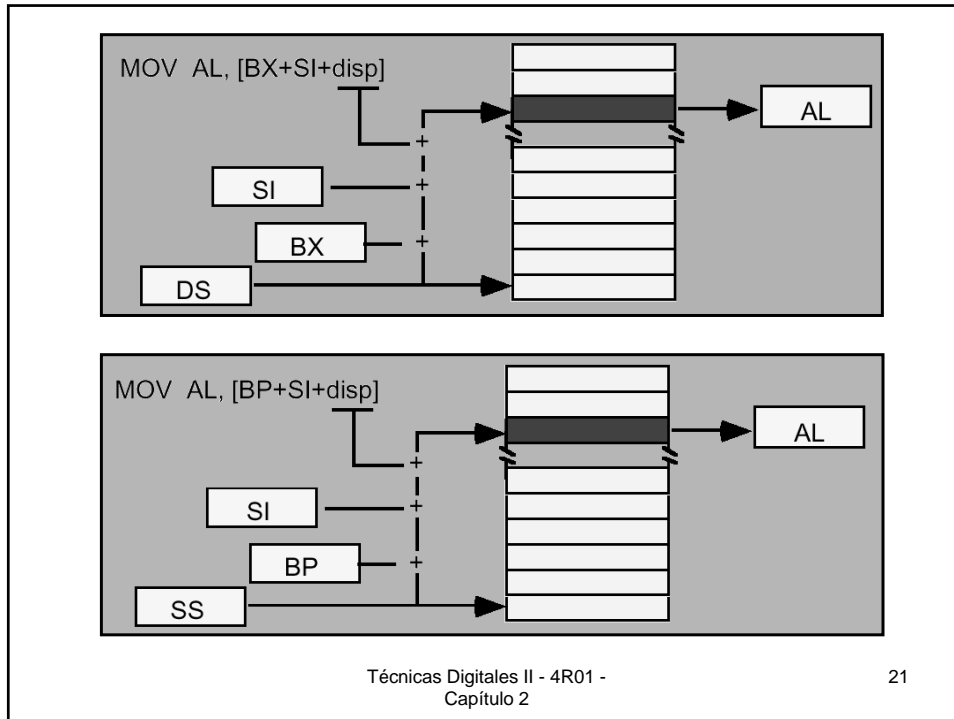 MOV AL, [BX+SI+disp]
AL
+
SI
+
BX
+
DS
MOV AL, [BP+SI+disp]
AL
+
SI
+
BP
+
SS
Técnicas Digitales II - 4R01 -
Capítulo 2
21